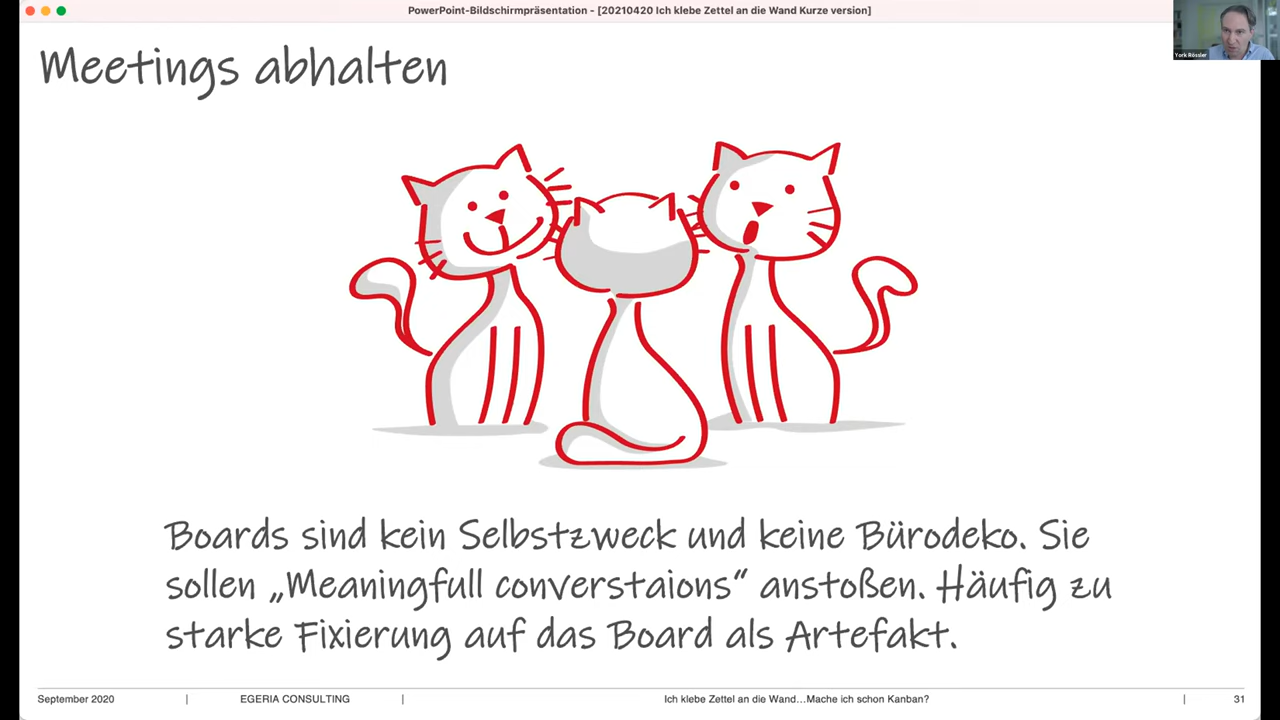 PowerPoint-Bildschirmpräsentation - [20210420 Ich klebe Zettel an die Wand Kurze version]
York Rössler
Meetings abhalten
Boards sind kein Selbstzweck und keine Bürodeko. Sie
sollen „Meaningfull converstaions“ anstoßen. Häufig zu
starke Fixierung auf das Board als Artefakt.
September 2020 | EGERIA CONSULTING | Ich klebe Zettel an die Wand...Mache ich schon Kanban? | 31